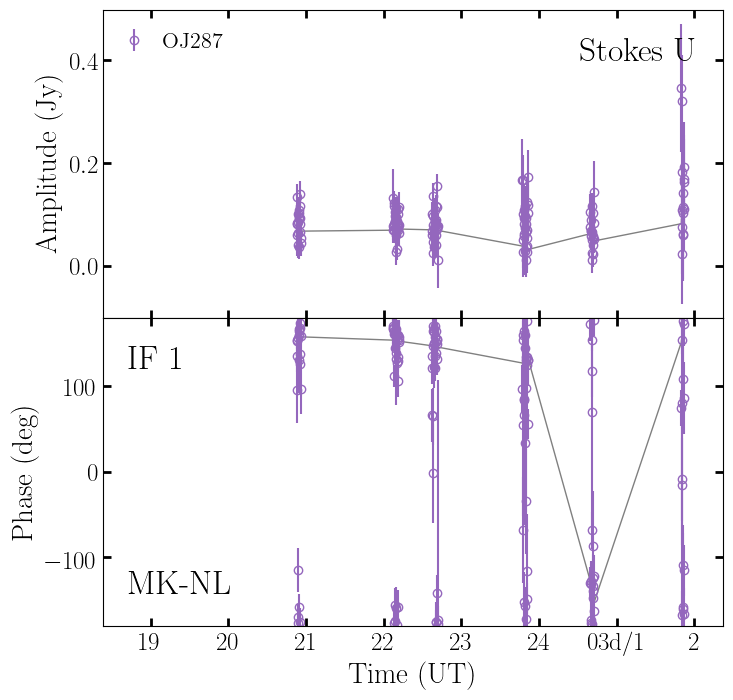 OJ287
Stokes U
Amplitude (Jy)
0.4
0.2
0.0
IF 1
MK-NL
Phase (deg)
100
0
−100
19 20 21 22 23 24 03d/1 2
Time (UT)